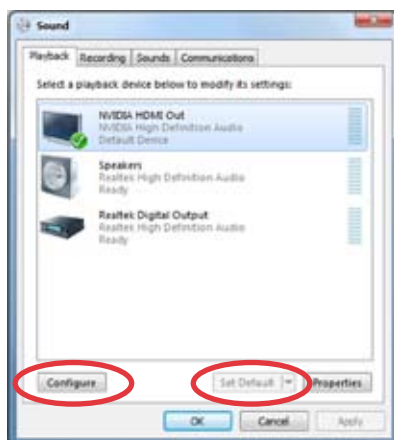 Sound
Playback Recording Sounds Communications
Select a playback device below to modify its settings:
NVIDIA HDMI Out
NVIDIA High Definition Audio
Default Device
Speakers
Realtek High Definition Audio
Ready
Realtek Digital Output
Realtek High Definition Audio
Ready
Configure Set Default Properties
OK Cancel Apply